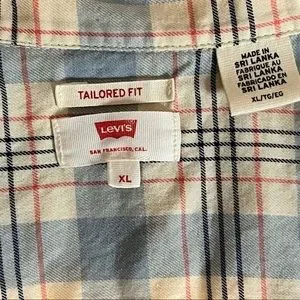 TAILORED FIT
Levi's
SAN FRANCISCO, CAL.
XL
MADE IN
SRI LANKA
FABRIQUE AU
SRI LANKA
FABRICADO EN
SRI LANKA
XL/TG/EG